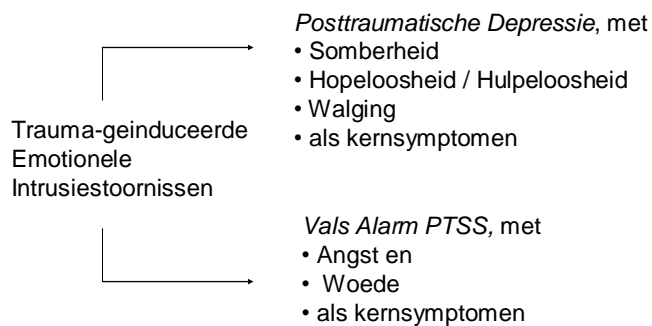 Trauma-geinduceerde
Emotionele
Intrusiestoornissen
Posttraumatische Depressie, met
• Somberheid
• Hopeloosheid / Hulpeloosheid
• Walging
• als kernsymptomen
Vals Alarm PTSS, met
• Angst en
• Woede
• als kernsymptomen